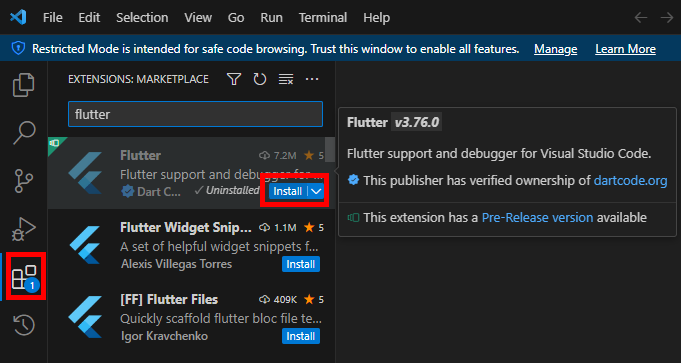 File Edit Selection View Go Run Terminal Help
Restricted Mode is intended for safe code browsing. Trust this window to enable all features. Manage Learn More
EXTENSIONS: MARKETPLACE
flutter
Flutter 7.2M 5
Flutter support and debugger for ...
Dart C... Uninstalled Install
Flutter Widget Snip... 1.1M 5
A set of helpful widget snippets f...
Alexis Villegas Torres Install
[FF] Flutter Files 409K 5
Quickly scaffold flutter bloc file te...
Igor Kravchenko Install
1
Flutter v3.76.0
Flutter support and debugger for Visual Studio Code.
This publisher has verified ownership of dartcode.org
This extension has a Pre-Release version available